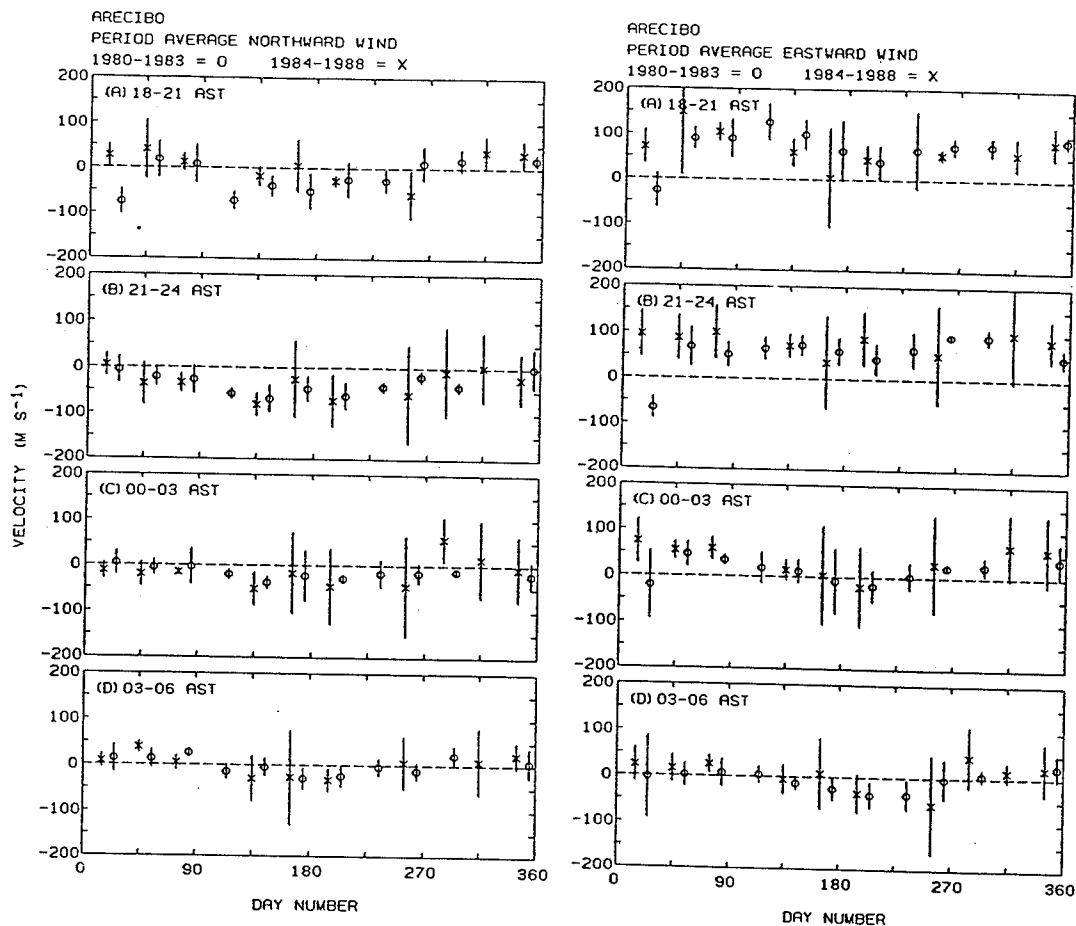 ARECIBO
PERIOD AVERAGE NORTHWARD WIND
1980-1983 = O 1984-1988 = X
200
(A) 18-21 AST
100
0
-100
-200
200
(B) 21-24 AST
100
0
-100
-200
200
(C) 00-03 AST
100
0
-100
-200
200
(D) 03-06 AST
100
0
-100
-200
0 90 180 270 360
DAY NUMBER
VELOCITY (M S⁻¹)
ARECIBO
PERIOD AVERAGE EASTWARD WIND
1980-1983 = O 1984-1988 = X
200
(A) 18-21 AST
100
0
-100
-200
200
(B) 21-24 AST
100
0
-100
-200
200
(C) 00-03 AST
100
0
-100
-200
200
(D) 03-06 AST
100
0
-100
-200
0 90 180 270 360
DAY NUMBER